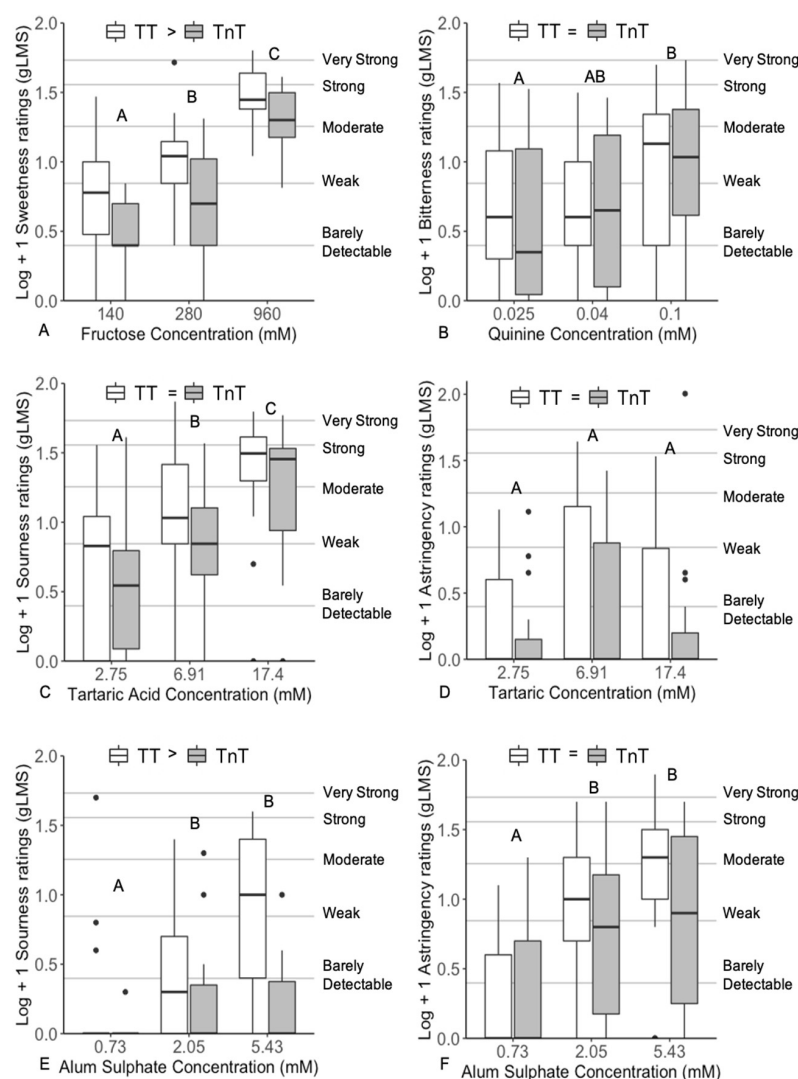 TT > TnT
Log + 1 Sweetness ratings (gLMS)
2.0
1.5
1.0
0.5
0.0
A
B
C
Very Strong
Strong
Moderate
Weak
Barely
Detectable
140
280
960
A
Fructose Concentration (mM)
TT = TnT
Log + 1 Bitterness ratings (gLMS)
2.0
1.5
1.0
0.5
0.0
A
AB
B
Very Strong
Strong
Moderate
Weak
Barely
Detectable
0.025
0.04
0.1
B
Quinine Concentration (mM)
TT = TnT
Log + 1 Sourness ratings (gLMS)
2.0
1.5
1.0
0.5
0.0
A
B
C
Very Strong
Strong
Moderate
Weak
Barely
Detectable
2.75
6.91
17.4
C
Tartaric Acid Concentration (mM)
TT = TnT
Log + 1 Astringency ratings (gLMS)
2.0
1.5
1.0
0.5
0.0
A
A
A
Very Strong
Strong
Moderate
Weak
Barely
Detectable
2.75
6.91
17.4
D
Tartaric Concentration (mM)
TT > TnT
Log + 1 Sourness ratings (gLMS)
2.0
1.5
1.0
0.5
0.0
A
B
B
Very Strong
Strong
Moderate
Weak
Barely
Detectable
0.73
2.05
5.43
E
Alum Sulphate Concentration (mM)
TT = TnT
Log + 1 Astringency ratings (gLMS)
2.0
1.5
1.0
0.5
0.0
A
B
B
Very Strong
Strong
Moderate
Weak
Barely
Detectable
0.73
2.05
5.43
F
Alum Sulphate Concentration (mM)